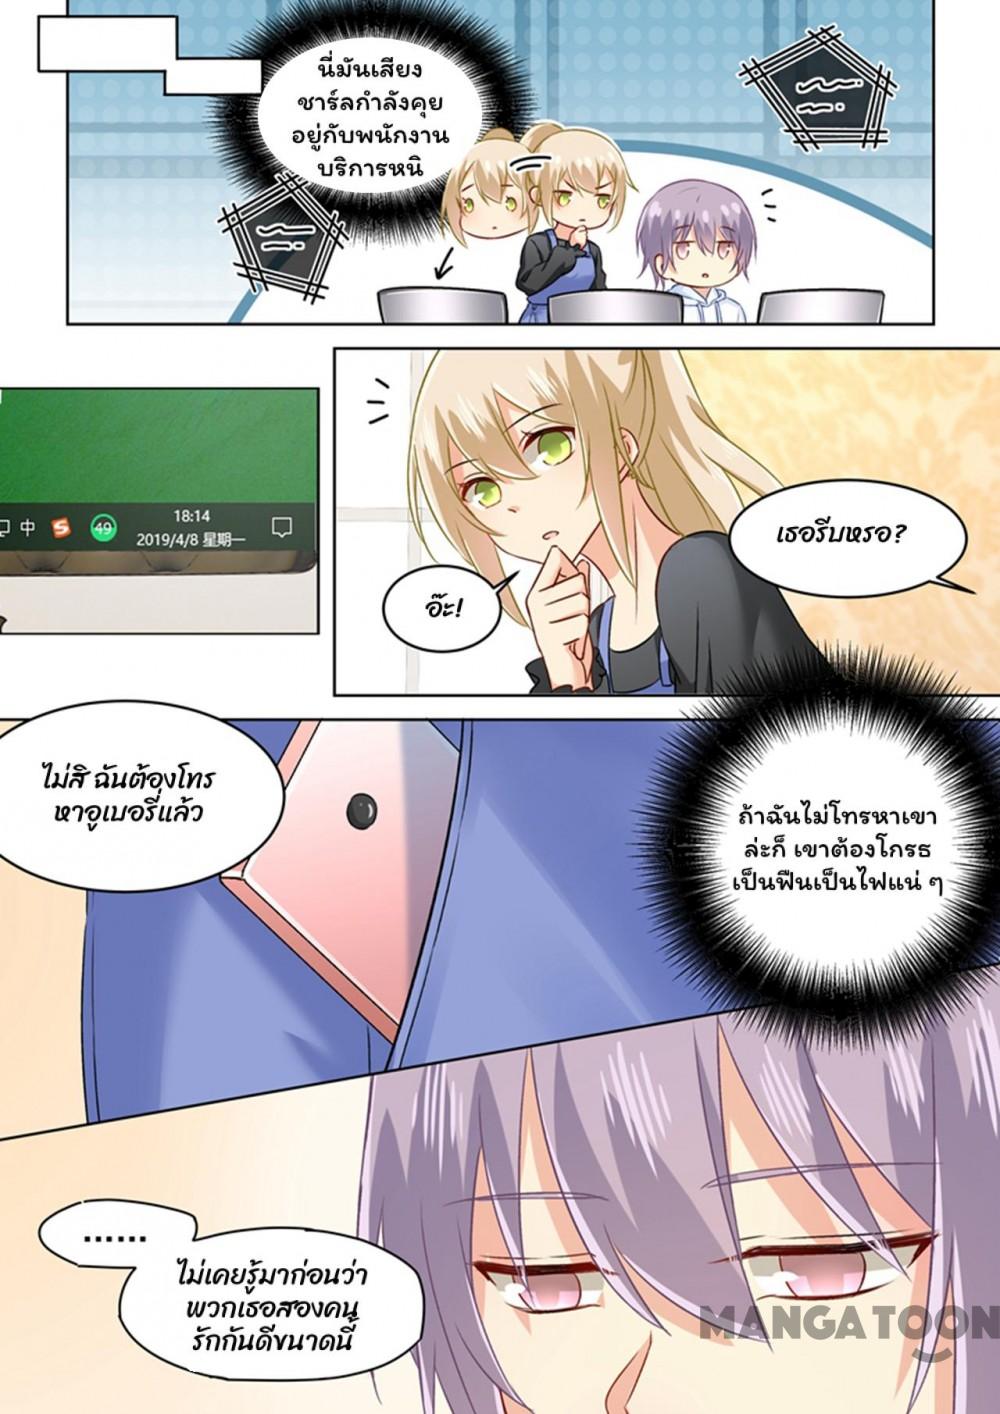 นี่มันเสียง
ชาร์ลกำลังคุย
อยู่กับพนักงาน
บริการหนิ
中
49
18:14
2019/4/8 星期一
เธอรีบหรอ?
อ๊ะ!
ไม่สิ ฉันต้องโทร
หาอูเบอรี่แล้ว
ถ้าฉันไม่โทรหาเขา
ล่ะก็ เขาต้องโกรธ
เป็นฟืนเป็นไฟแน่ ๆ
......
ไม่เคยรู้มาก่อนว่า
พวกเธอสองคน
รักกันดีขนาดนี้
MANGATOON